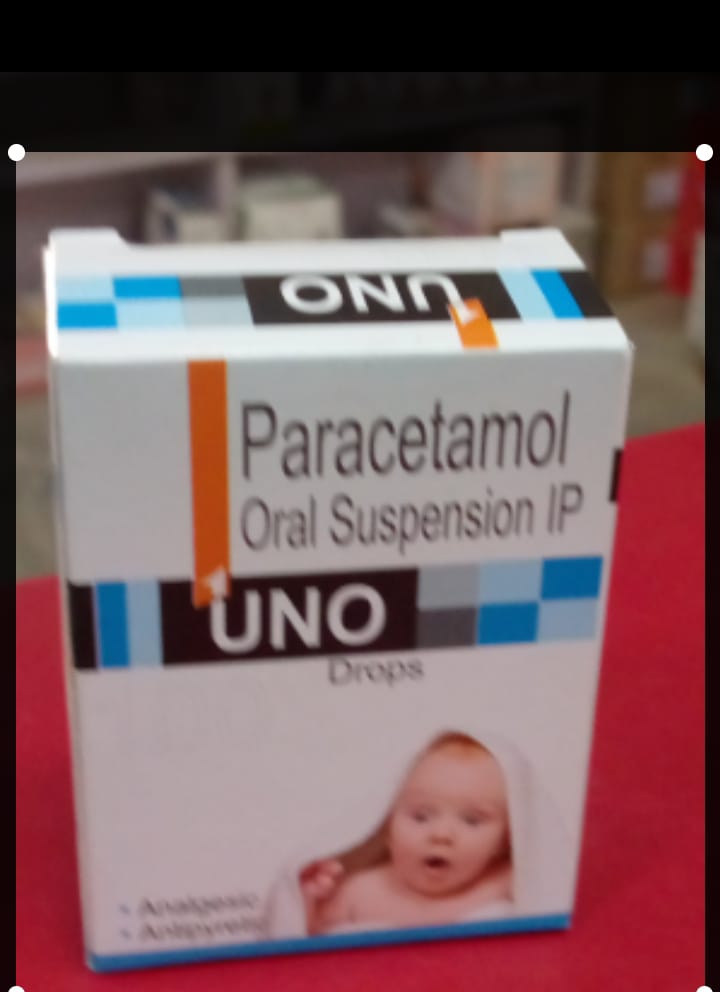 UNO
Paracetamol
Oral Suspension IP
UNO
Drops
Analgesic
Antipyretic